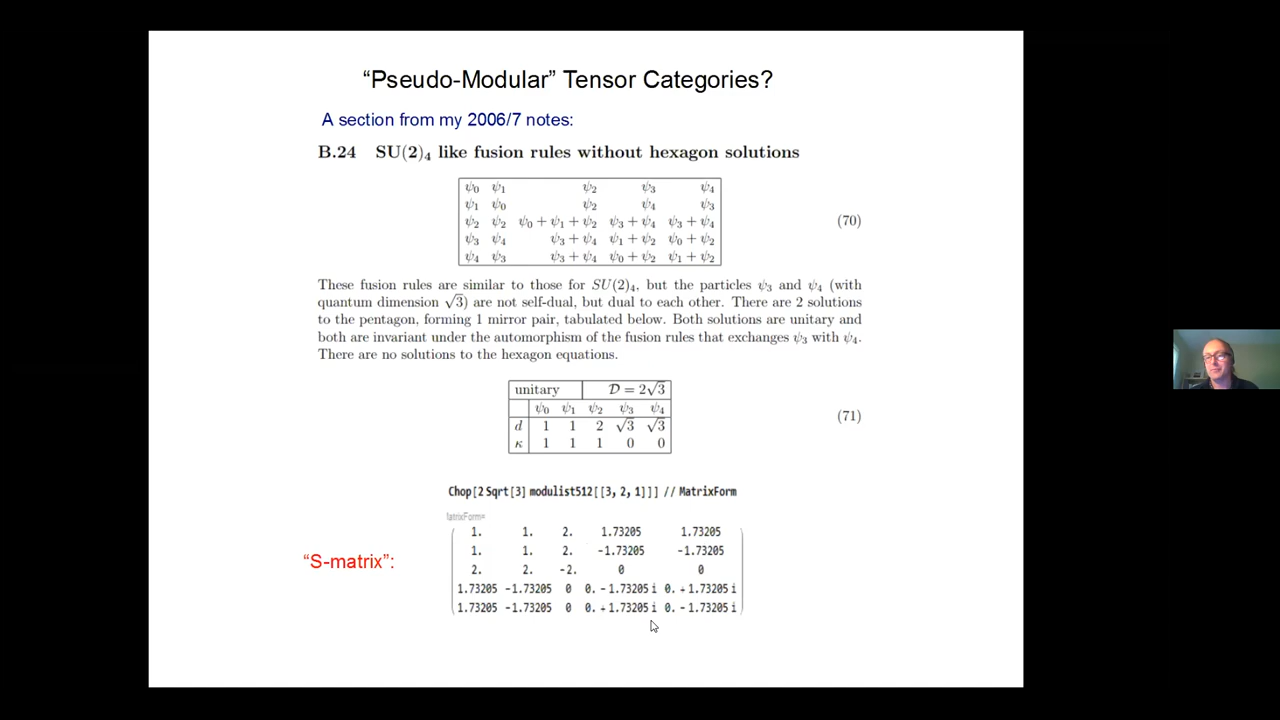 “Pseudo-Modular” Tensor Categories?
A section from my 2006/7 notes:
B.24 SU(2)₄ like fusion rules without hexagon solutions
ψ₀ ψ₁ ψ₂ ψ₃ ψ₄
ψ₁ ψ₀ ψ₂ ψ₄ ψ₃
ψ₂ ψ₂ ψ₀ + ψ₁ + ψ₂ ψ₃ + ψ₄ ψ₃ + ψ₄ (70)
ψ₃ ψ₄ ψ₃ + ψ₄ ψ₁ + ψ₂ ψ₀ + ψ₂
ψ₄ ψ₃ ψ₃ + ψ₄ ψ₀ + ψ₂ ψ₁ + ψ₂
These fusion rules are similar to those for SU(2)₄, but the particles ψ₃ and ψ₄ (with
quantum dimension √3) are not self-dual, but dual to each other. There are 2 solutions
to the pentagon, forming 1 mirror pair, tabulated below. Both solutions are unitary and
both are invariant under the automorphism of the fusion rules that exchanges ψ₃ with ψ₄.
There are no solutions to the hexagon equations.
unitary 𝒟 = 2√3
ψ₀ ψ₁ ψ₂ ψ₃ ψ₄
d 1 1 2 √3 √3 (71)
κ 1 1 1 0 0
Chop[2 Sqrt[3] modulist512[[3, 2, 1]]] // MatrixForm
atrixForm=
1. 1. 2. 1.73205 1.73205
1. 1. 2. -1.73205 -1.73205
“S-matrix”: 2. 2. -2. 0 0
1.73205 -1.73205 0 0. - 1.73205 i 0. + 1.73205 i
1.73205 -1.73205 0 0. + 1.73205 i 0. - 1.73205 i